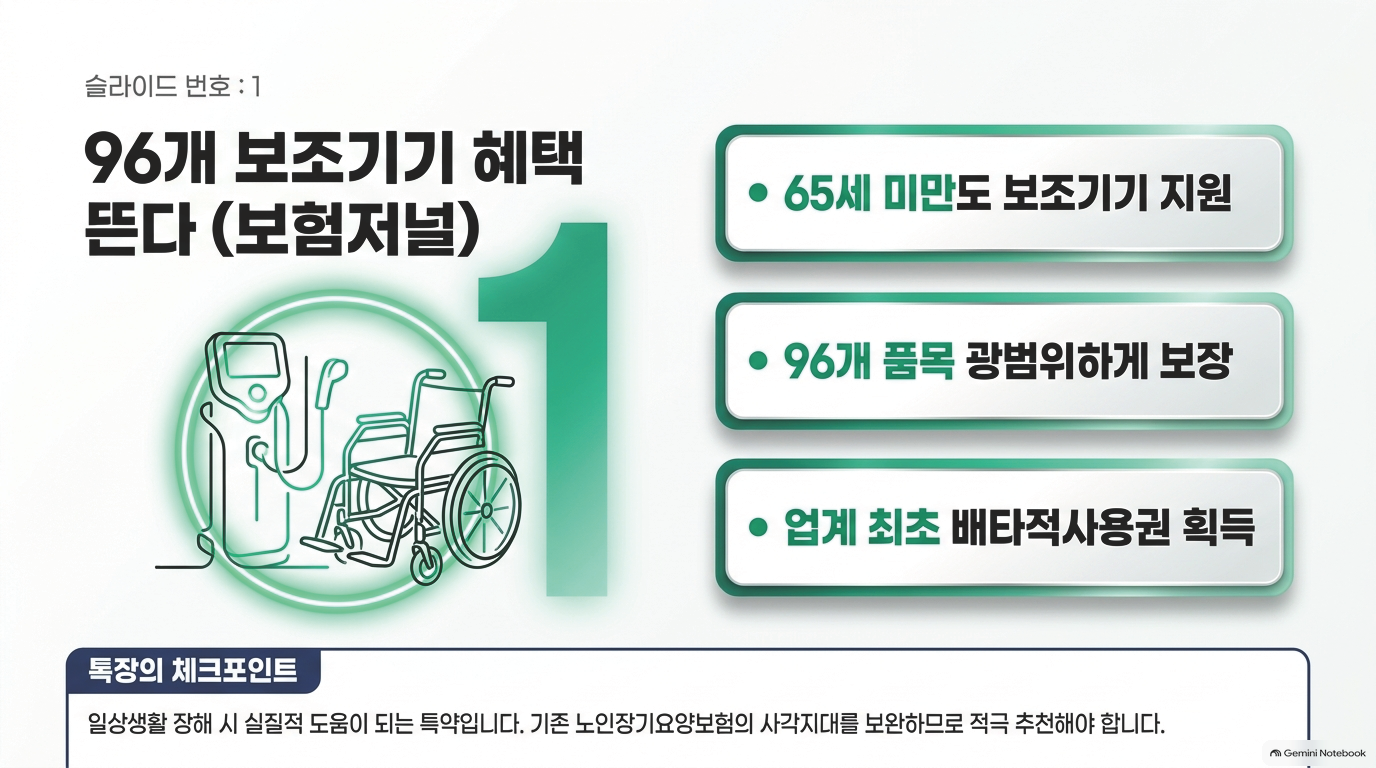 슬라이드 번호 : 1
96개 보조기기 혜택
뜬다 (보험저널)
1
• 65세 미만도 보조기기 지원
• 96개 품목 광범위하게 보장
• 업계 최초 배타적사용권 획득
톡장의 체크포인트
일상생활 장해 시 실질적 도움이 되는 특약입니다. 기존 노인장기요양보험의 사각지대를 보완하므로 적극 추천해야 합니다.
Gemini Notebook